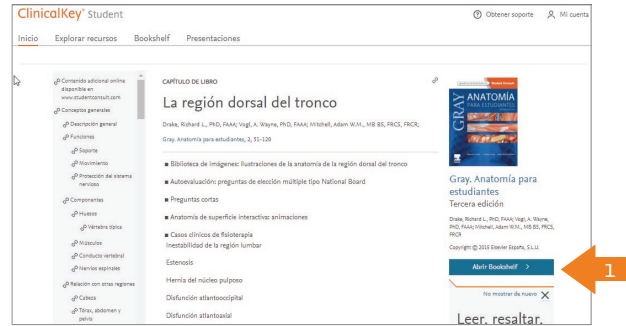 ClinicalKey® Student
Obtener soporte
Mi cuenta
Inicio
Explorar recursos
Bookshelf
Presentaciones
Contenido adicional online
disponible en
www.studentconsult.com
Conceptos generales
Descripción general
Funciones
Soporte
Movimiento
Protección del sistema
nervioso
Componentes
Huesos
Vértebra típica
Músculos
Conducto vertebral
Nervios espinales
Relación con otras regiones
Cabeza
Tórax, abdomen y
pelvis
CAPÍTULO DE LIBRO
La región dorsal del tronco
Drake, Richard L., PhD, FAAA; Vogl, A. Wayne, PhD, FAAA; Mitchell, Adam W.M., MB BS, FRCS, FRCR;
Gray. Anatomía para estudiantes, 2, 51-120
■ Biblioteca de imágenes: ilustraciones de la anatomía de la región dorsal del tronco
■ Autoevaluación: preguntas de elección múltiple tipo National Board
■ Preguntas cortas
■ Anatomía de superficie interactiva: animaciones
■ Casos clínicos de fisioterapia
Inestabilidad de la región lumbar
Estenosis
Hernia del núcleo pulposo
Disfunción atlantooccipital
Disfunción atlantoaxial
GRAY
ANATOMÍA
PARA ESTUDIANTES
Gray. Anatomía para
estudiantes
Tercera edición
Drake, Richard L., PhD, FAAA; Vogl, A. Wayne,
PhD, FAAA; Mitchell, Adam W.M., MB BS, FRCS,
FRCR
Copyright © 2015 Elsevier España, S.L.U.
Abrir Bookshelf >
1
No mostrar de nuevo X
Leer, resaltar,